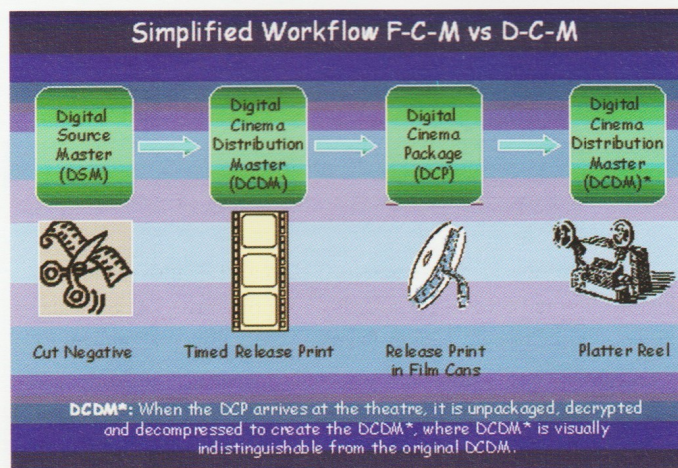 Simplified Workflow F-C-M vs D-C-M
Digital
Source
Master
(DSM)
Digital
Cinema
Distribution
Master
(DCDM)
Digital
Cinema
Package
(DCP)
Digital
Cinema
Distribution
Master
(DCDM)*
Cut Negative
Timed Release Print
Release Print
in Film Cans
Platter Reel
DCDM*: When the DCP arrives at the theatre, it is unpackaged, decrypted
and decompressed to create the DCDM*, where DCDM* is visually
indistinguishable from the original DCDM.